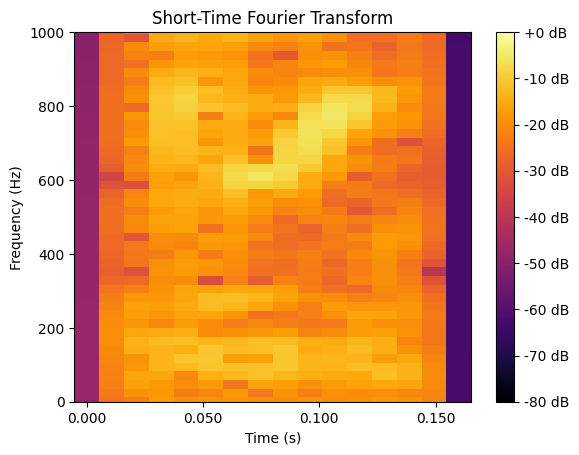 Short-Time Fourier Transform
Frequency (Hz)
1000
800
600
400
200
0
0.000
0.050
0.100
0.150
Time (s)
+0 dB
-10 dB
-20 dB
-30 dB
-40 dB
-50 dB
-60 dB
-70 dB
-80 dB